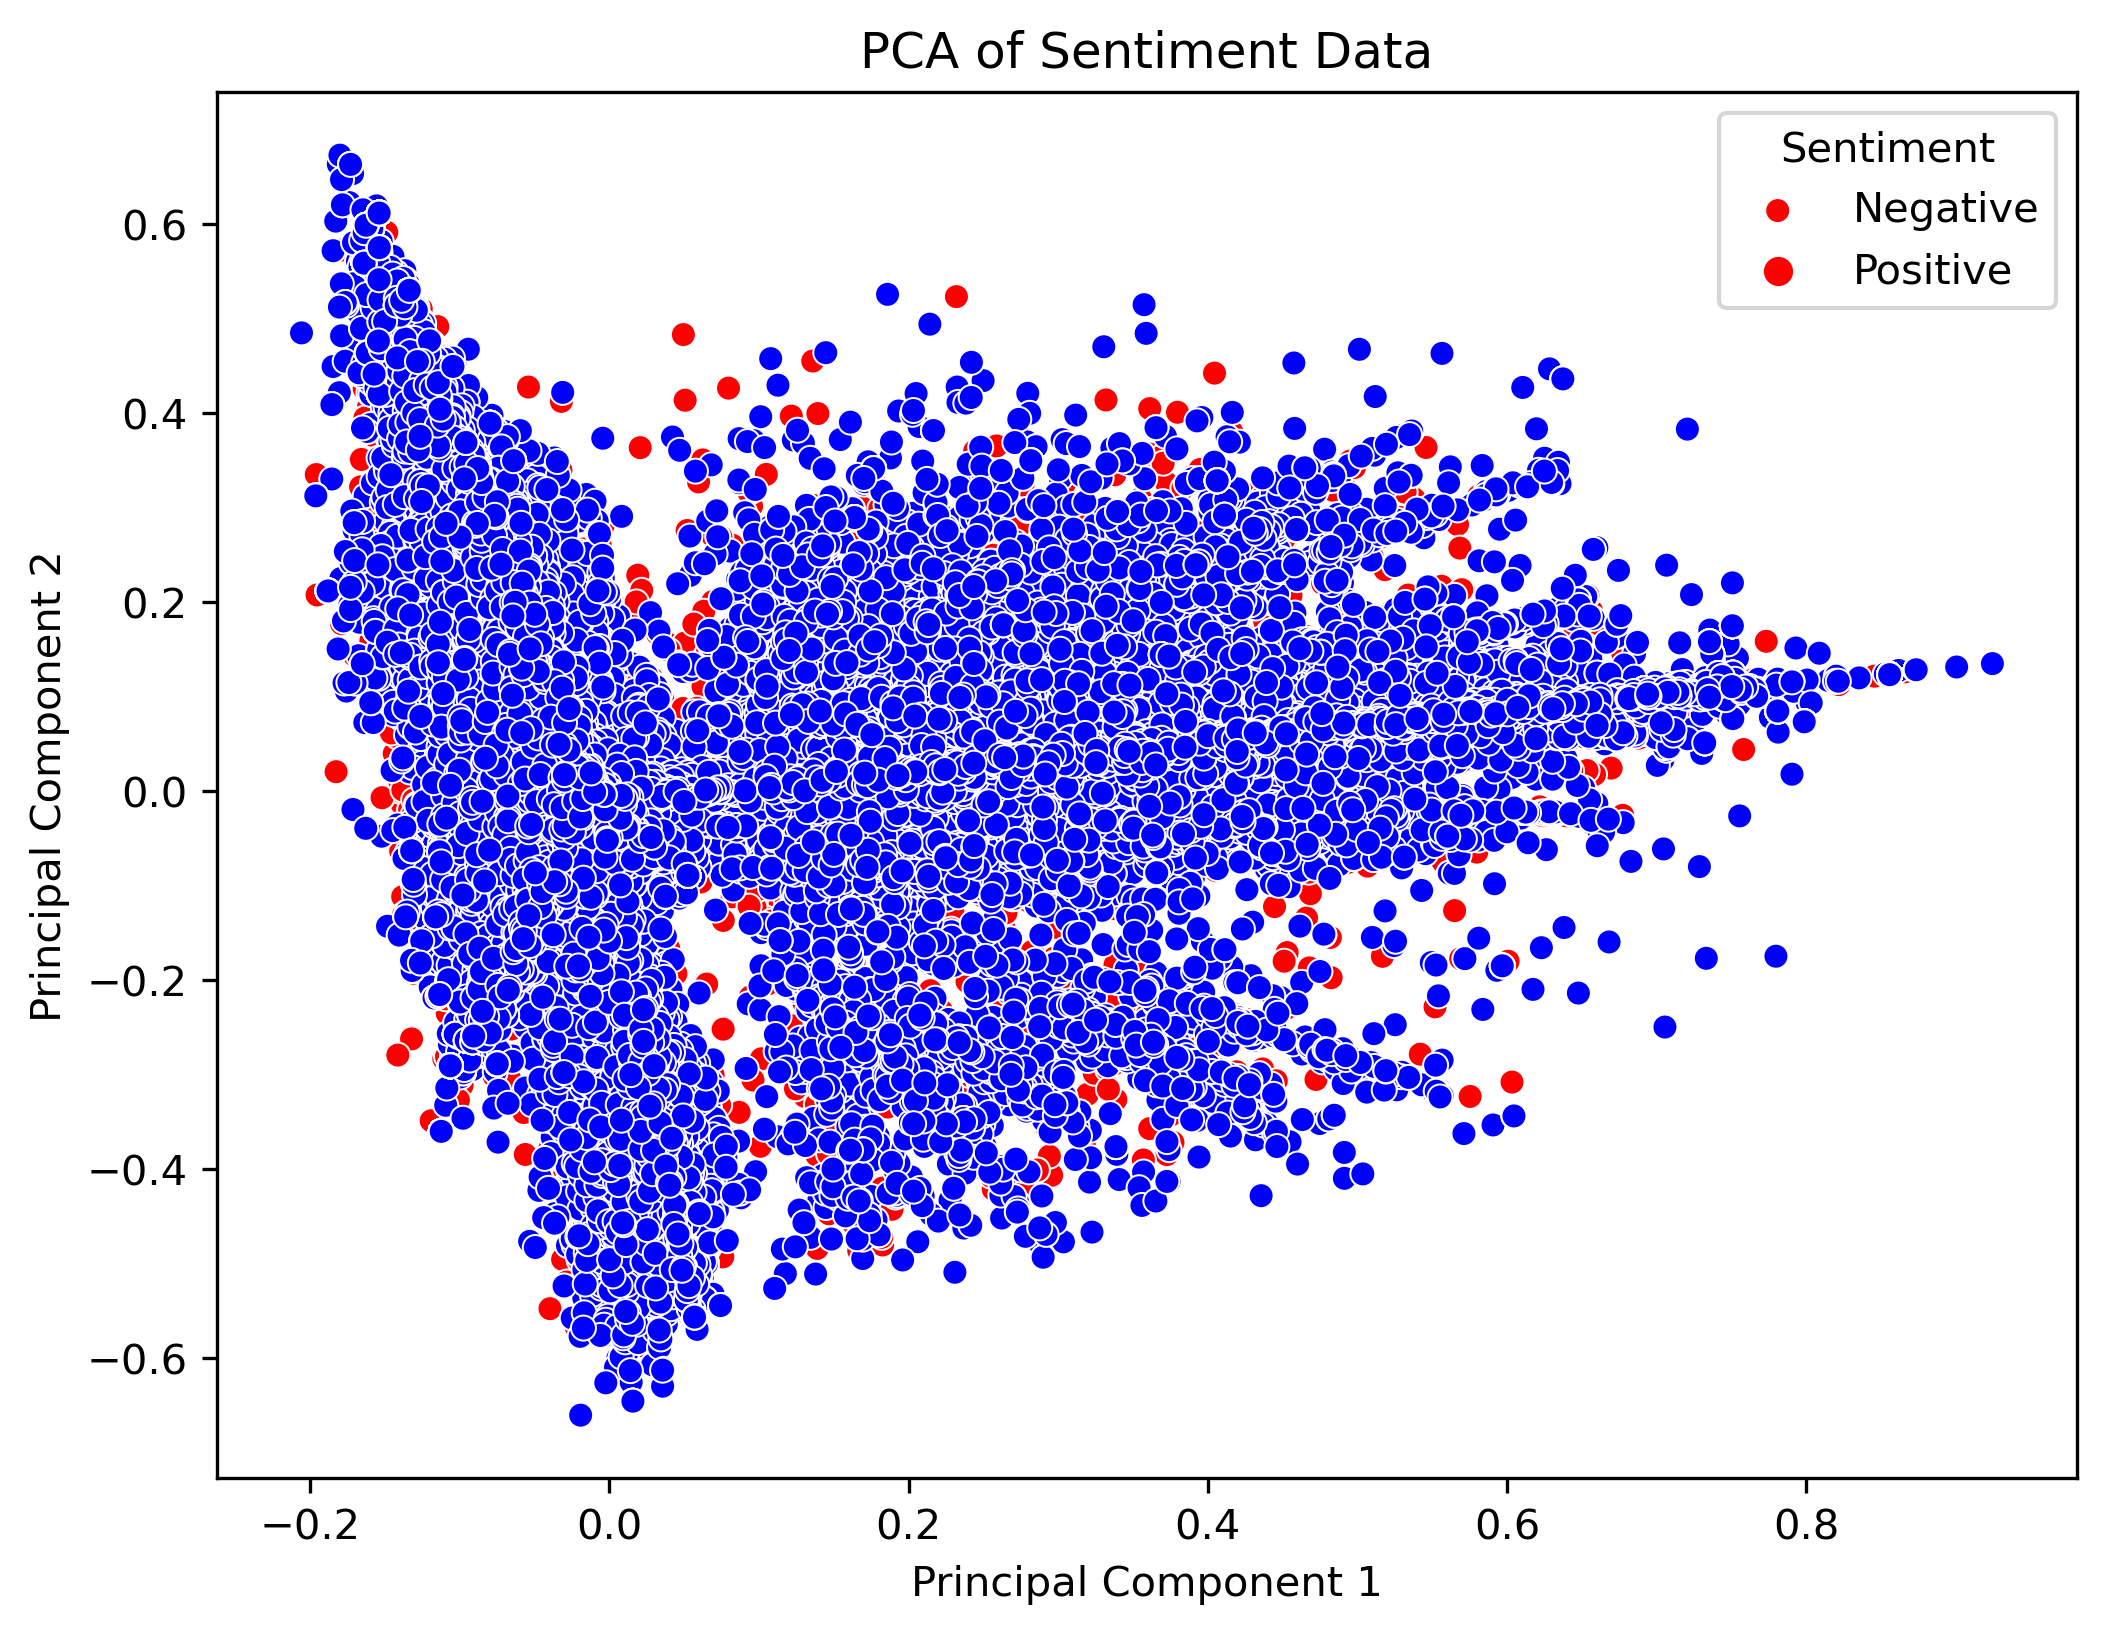 PCA of Sentiment Data
Sentiment
Negative
Positive
Principal Component 2
0.6
0.4
0.2
0.0
−0.2
−0.4
−0.6
−0.2
0.0
0.2
0.4
0.6
0.8
Principal Component 1